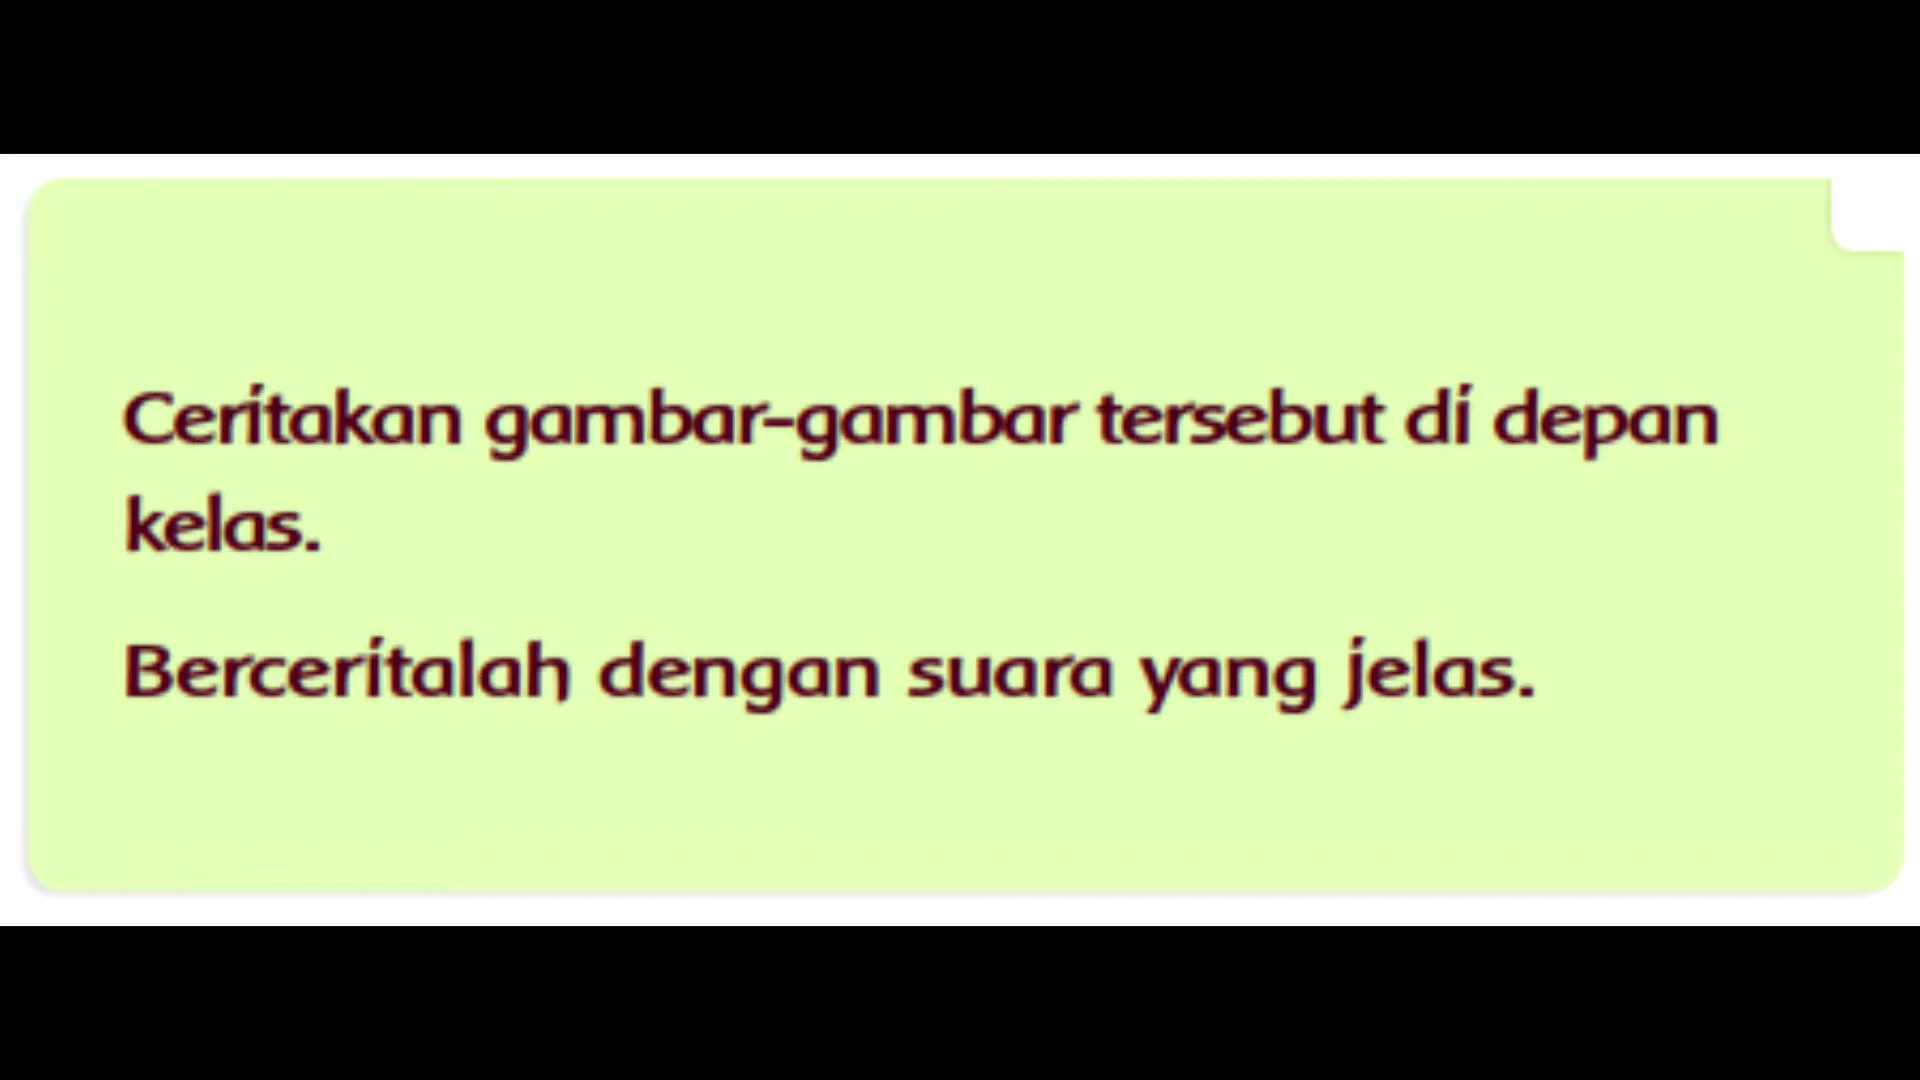 Ceritakan gambar-gambar tersebut di depan
kelas.
Berceritalah dengan suara yang jelas.